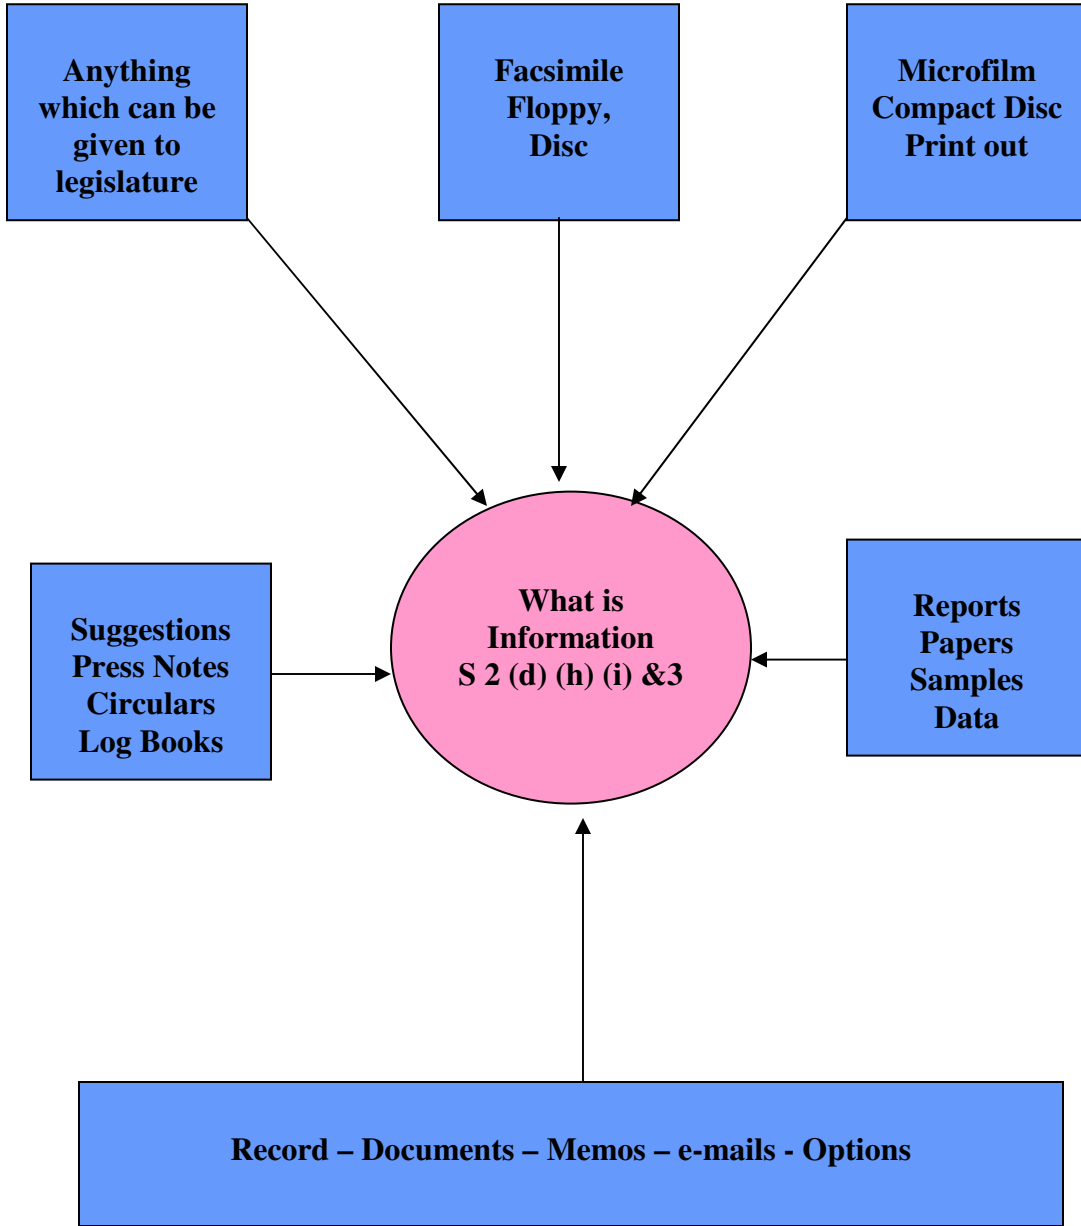 Anything
which can be
given to
legislature
Facsimile
Floppy,
Disc
Microfilm
Compact Disc
Print out
Suggestions
Press Notes
Circulars
Log Books
What is
Information
S 2 (d) (h) (i) &3
Reports
Papers
Samples
Data
Record – Documents – Memos – e-mails - Options